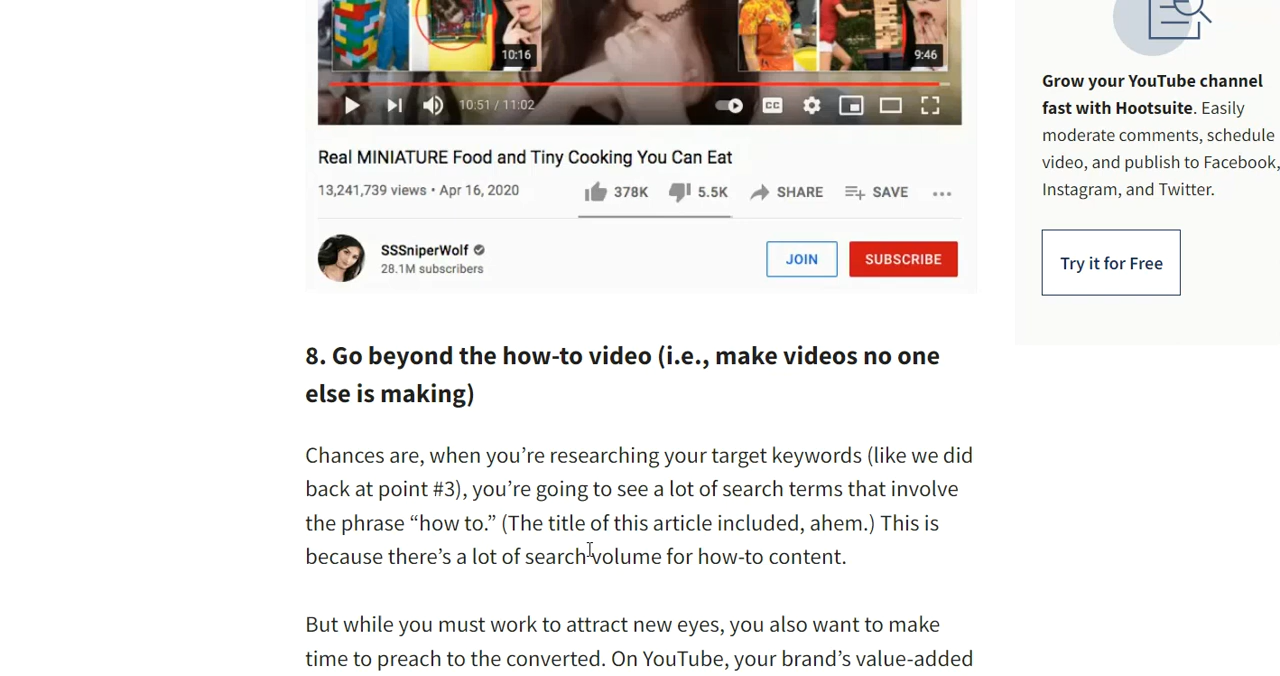 10:16
9:46
10:51 / 11:02
CC
Real MINIATURE Food and Tiny Cooking You Can Eat
13,241,739 views • Apr 16, 2020
378K
5.5K
SHARE
SAVE
SSSniperWolf
28.1M subscribers
JOIN
SUBSCRIBE
8. Go beyond the how-to video (i.e., make videos no one
else is making)
Chances are, when you’re researching your target keywords (like we did
back at point #3), you’re going to see a lot of search terms that involve
the phrase “how to.” (The title of this article included, ahem.) This is
because there’s a lot of search volume for how-to content.
But while you must work to attract new eyes, you also want to make
time to preach to the converted. On YouTube, your brand’s value-added
Grow your YouTube channel
fast with Hootsuite. Easily
moderate comments, schedule
video, and publish to Facebook,
Instagram, and Twitter.
Try it for Free